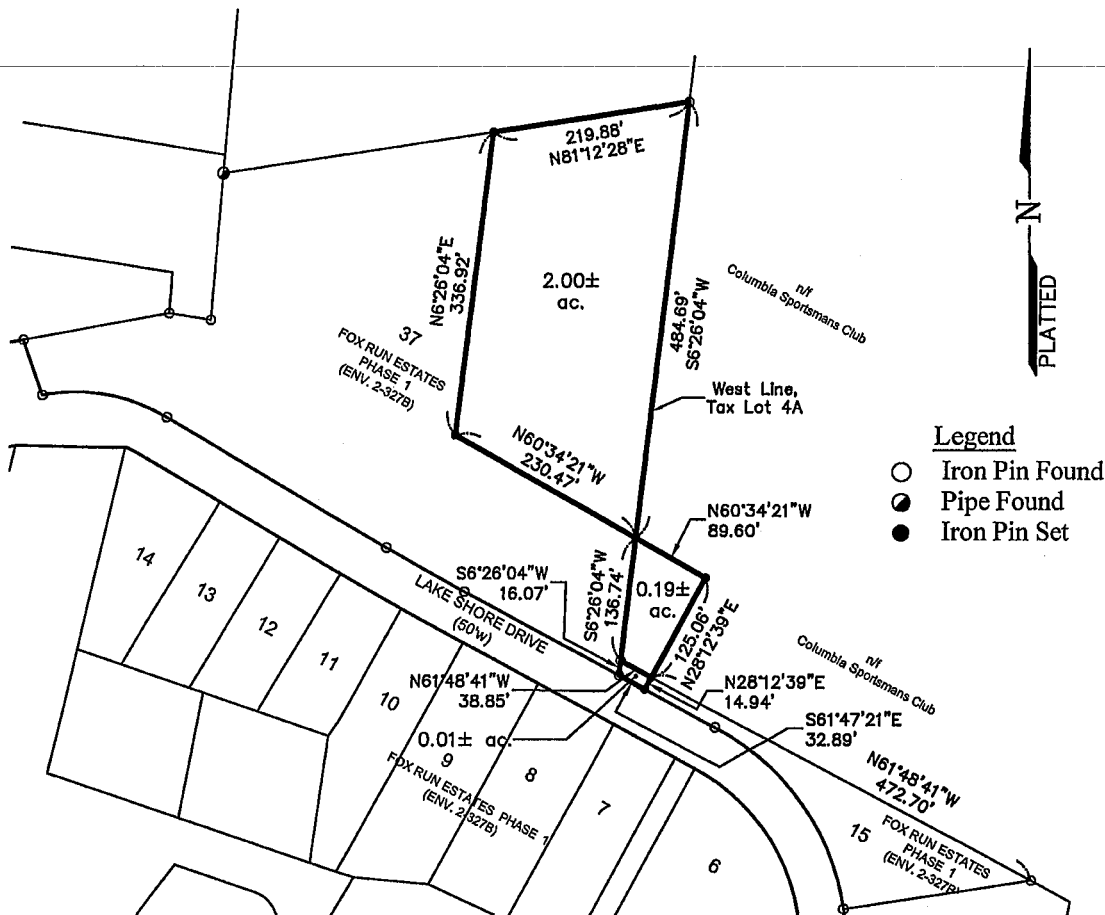 219.88'
N81°12'28"E
N6°26'04"E
336.92'
2.00±
ac.
484.69'
S6°26'04"W
n/f
Columbia Sportsmans Club
N
PLATTED
37
FOX RUN ESTATES
PHASE 1
(ENV. 2-327B)
West Line,
Tax Lot 4A
N60°34'21"W
230.47'
Legend
Iron Pin Found
Pipe Found
Iron Pin Set
N60°34'21"W
89.60'
S6°26'04"W
16.07'
S6°26'04"W
136.74'
0.19±
ac.
125.06'
N28°12'39"E
14
13
12
11
10
LAKE SHORE DRIVE
(50'w)
n/f
Columbia Sportsmans Club
N61°48'41"W
38.85'
N28°12'39"E
14.94'
S61°47'21"E
32.89'
0.01± ac.
9
FOX RUN ESTATES PHASE 1
(ENV. 2-327B)
8
7
6
N61°48'41"W
472.70'
15
FOX RUN ESTATES
PHASE 1
(ENV. 2-327B)